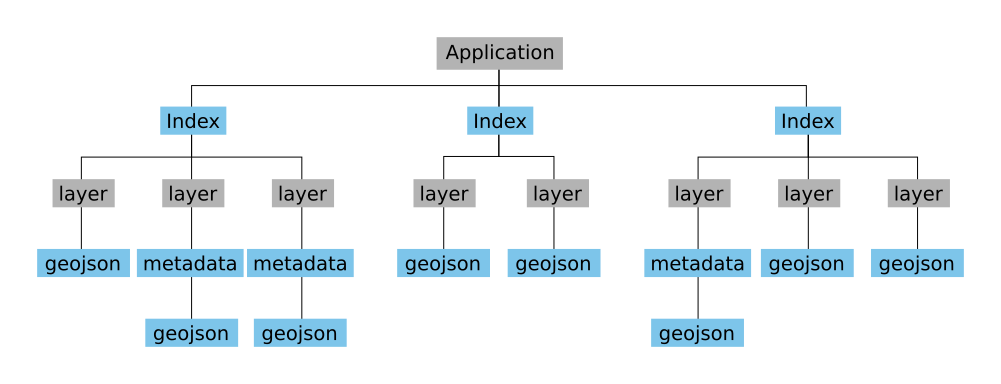 Application
Index Index Index
layer layer layer layer layer layer layer layer
geojson metadata metadata geojson geojson metadata geojson geojson
geojson geojson geojson